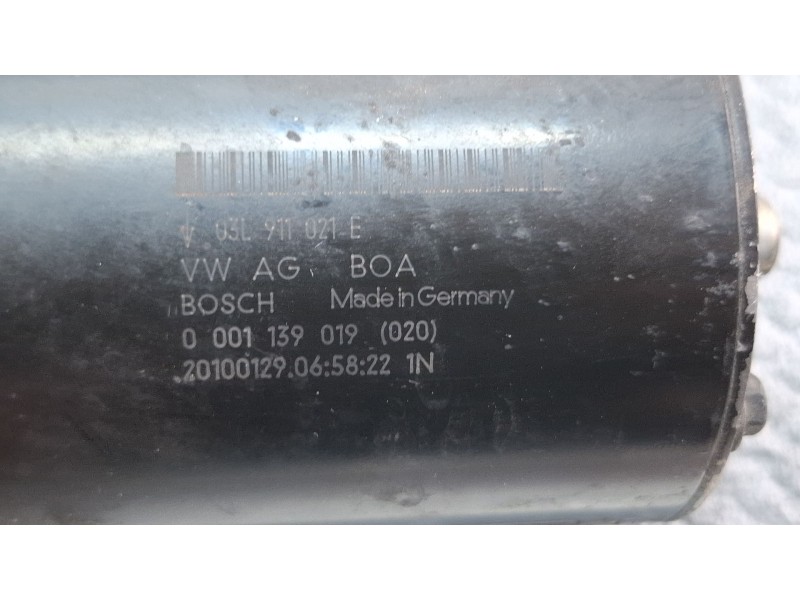 V 03L 911 021 E
VW AG BOA
BOSCH Made in Germany
0 001 139 019 (020)
20100129.06:58:22 1N